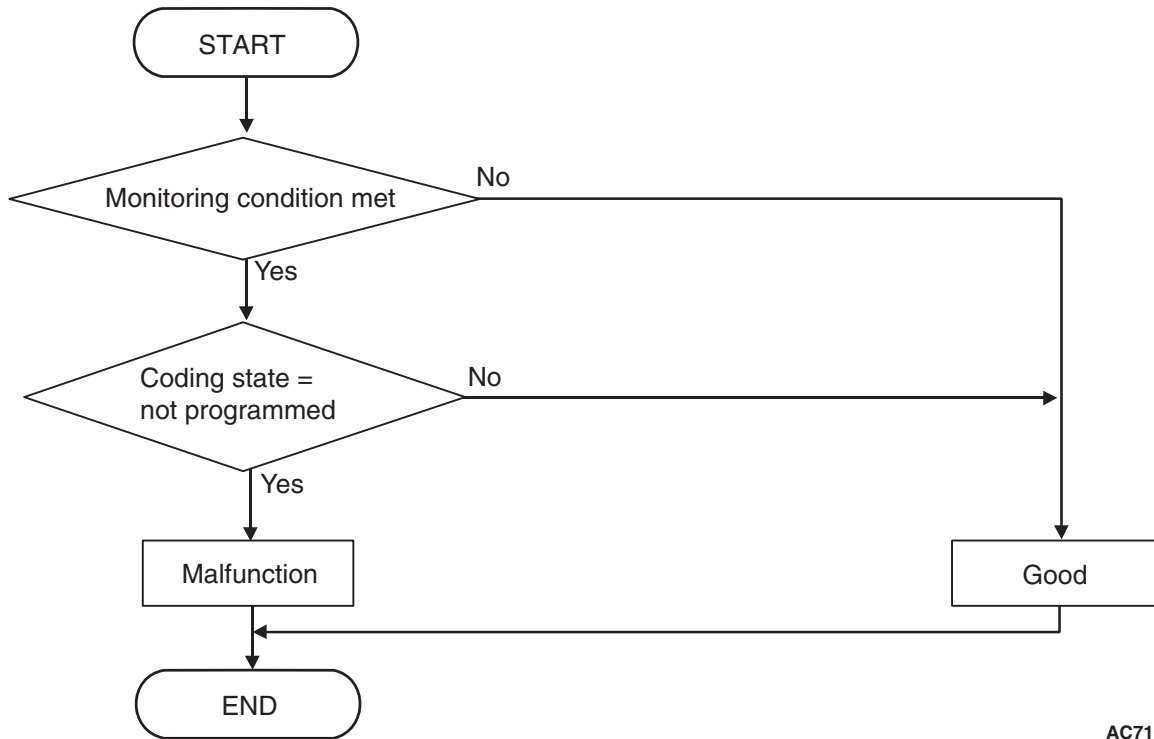 START
Monitoring condition met
No
Yes
Coding state =
not programmed
No
Yes
Malfunction
Good
END
AC71